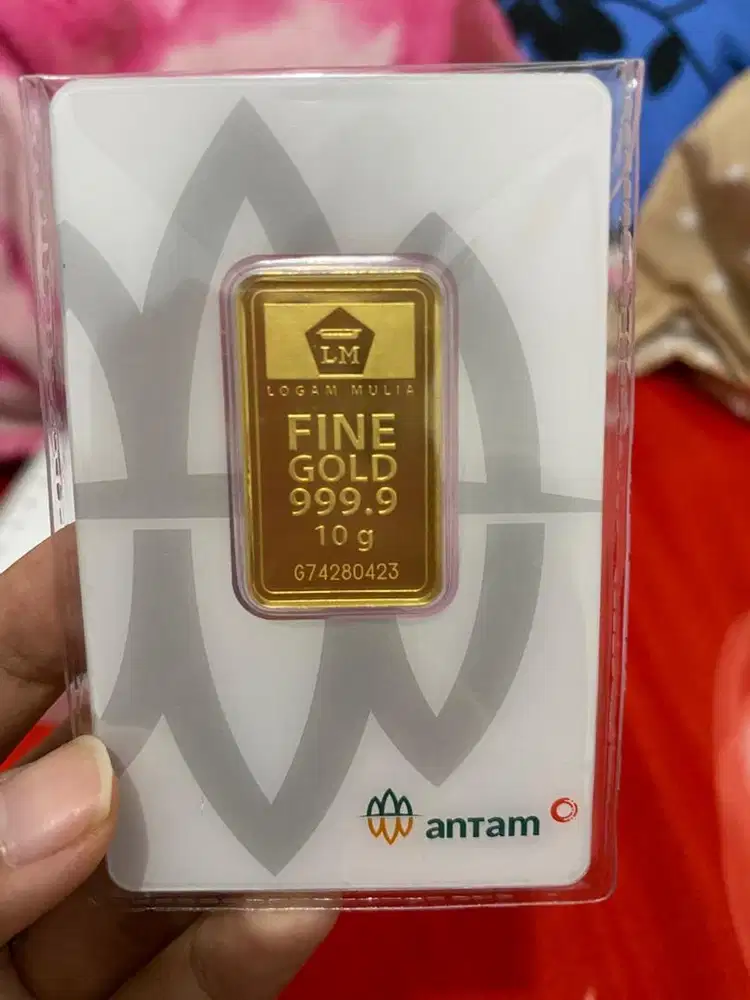 LM
LOGAM MULIA
FINE
GOLD
999.9
10 g
G74280423
antam